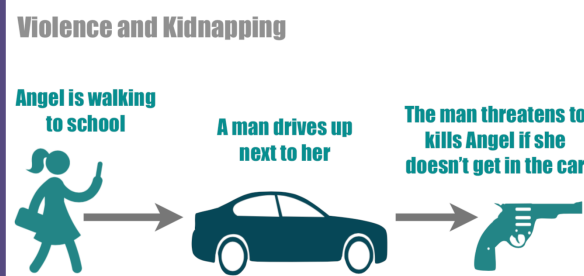 Violence and Kidnapping
Angel is walking
to school
A man drives up
next to her
The man threatens to
kills Angel if she
doesn't get in the car